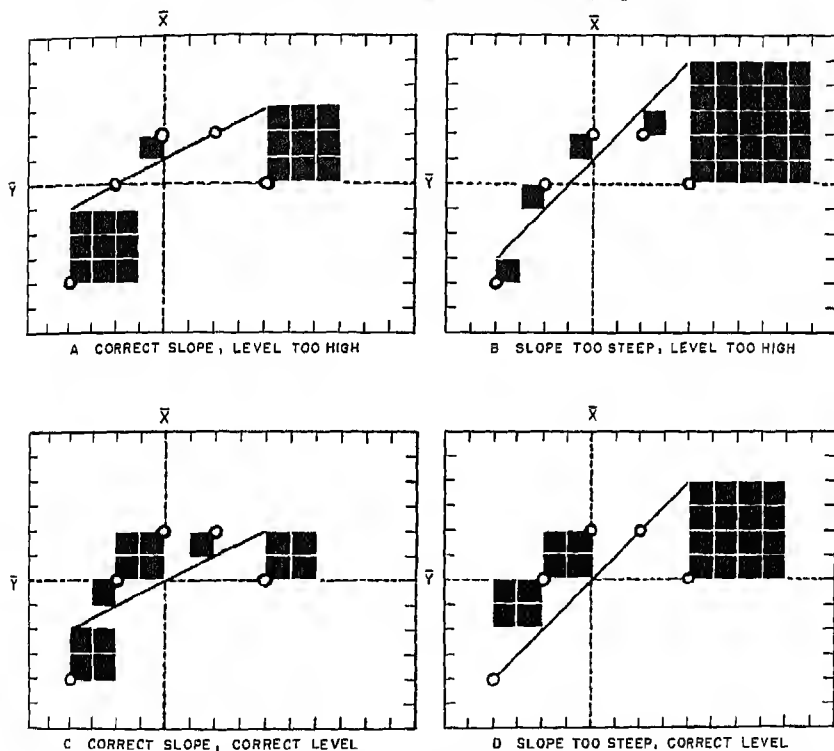 X̄
X̄
Ȳ
Ȳ
A CORRECT SLOPE, LEVEL TOO HIGH
B SLOPE TOO STEEP, LEVEL TOO HIGH
X̄
X̄
Ȳ
Ȳ
C CORRECT SLOPE, CORRECT LEVEL
D SLOPE TOO STEEP, CORRECT LEVEL